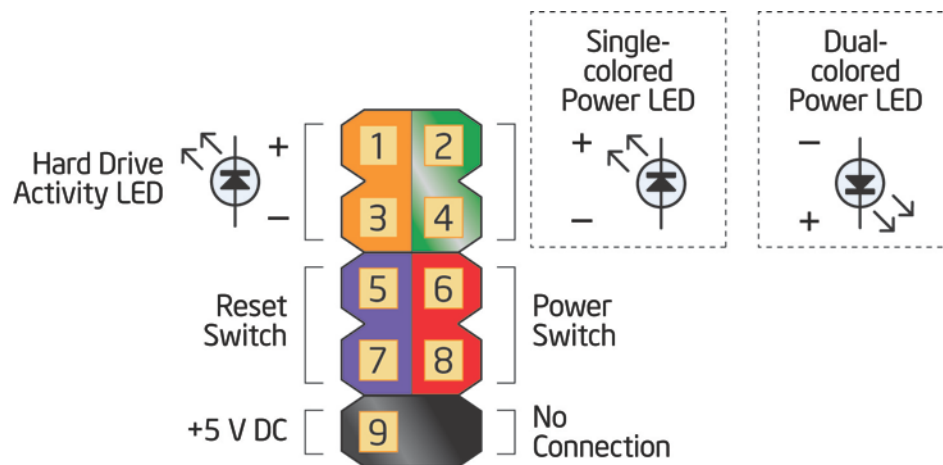 Single-
colored
Power LED
+
−
Dual-
colored
Power LED
−
+
Hard Drive
Activity LED
+
−
1 2
3 4
Reset
Switch
5 6
7 8
Power
Switch
+5 V DC
9
No
Connection